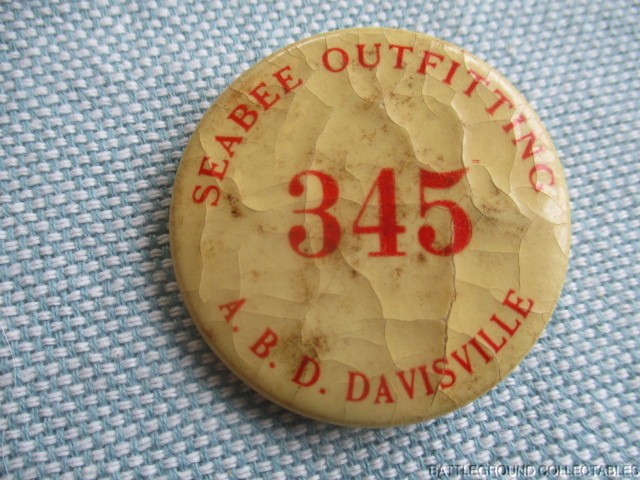 SEABEE OUTFITTING
345
A. B. D. DAVISVILLE
BATTLEGROUND COLLECTABLES